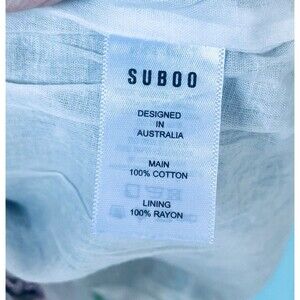 SUBOO
DESIGNED
IN
AUSTRALIA
MAIN
100% COTTON
LINING
100% RAYON